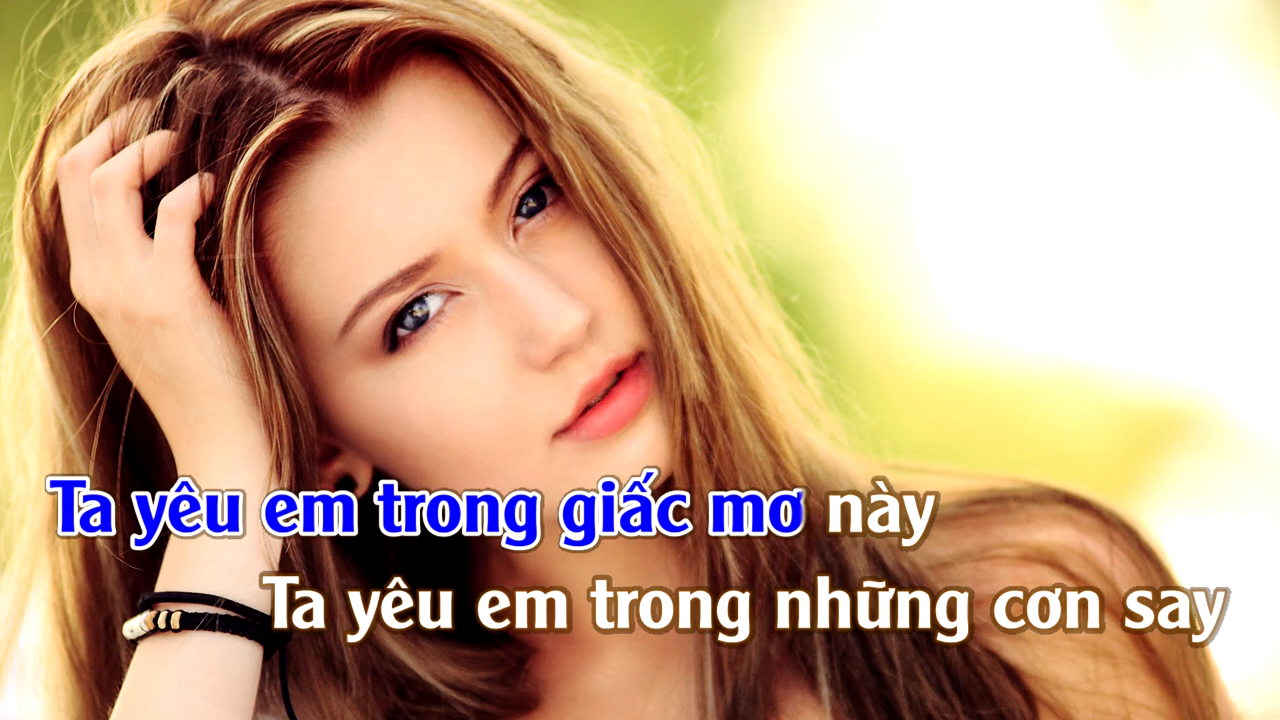 Ta yêu em trong giấc mơ này
Ta yêu em trong những cơn say